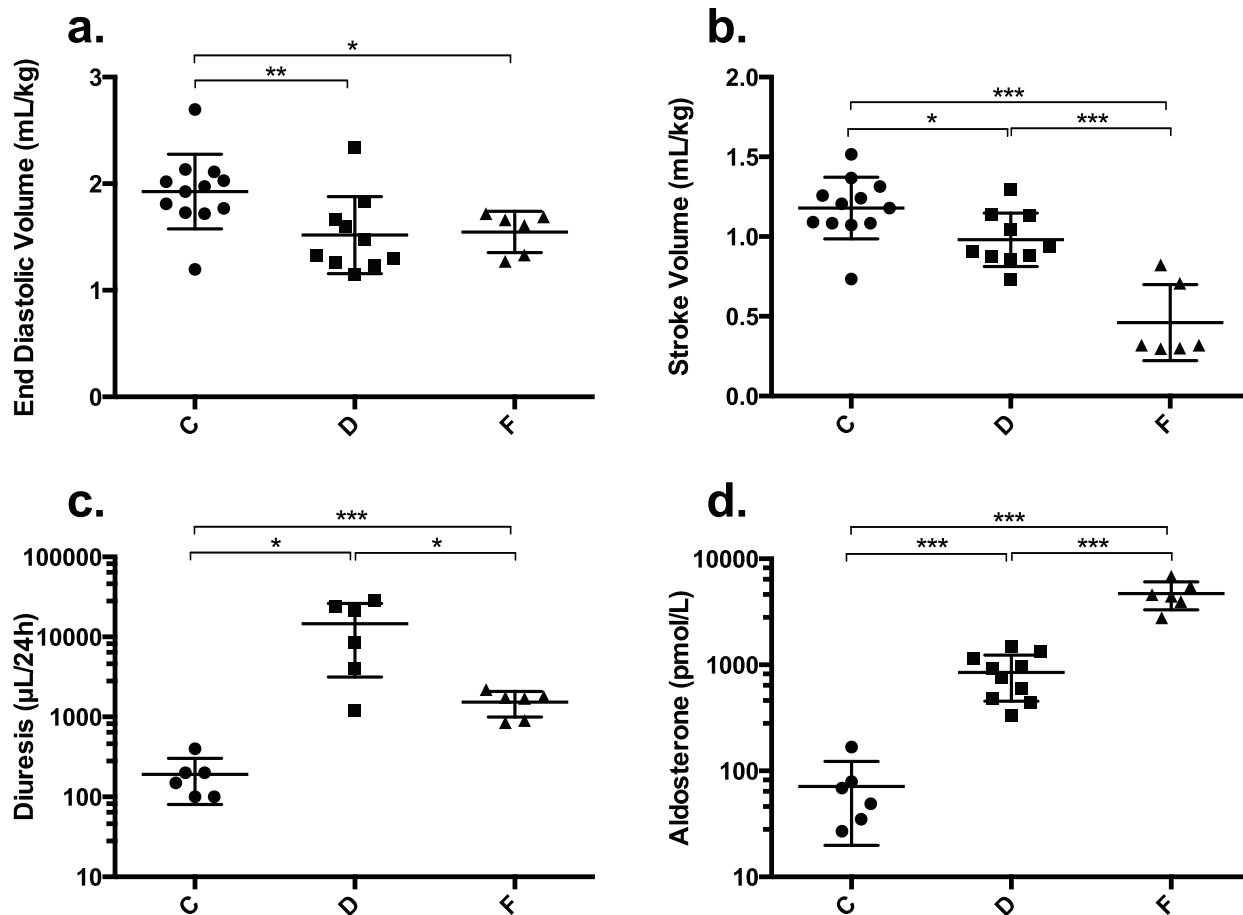 a.
*
**
End Diastolic Volume (mL/kg)
3
2
1
0
C
D
F
b.
***
*
***
Stroke Volume (mL/kg)
2.0
1.5
1.0
0.5
0.0
C
D
F
c.
***
*
*
Diuresis (µL/24h)
100000
10000
1000
100
10
C
D
F
d.
***
***
***
Aldosterone (pmol/L)
10000
1000
100
10
C
D
F